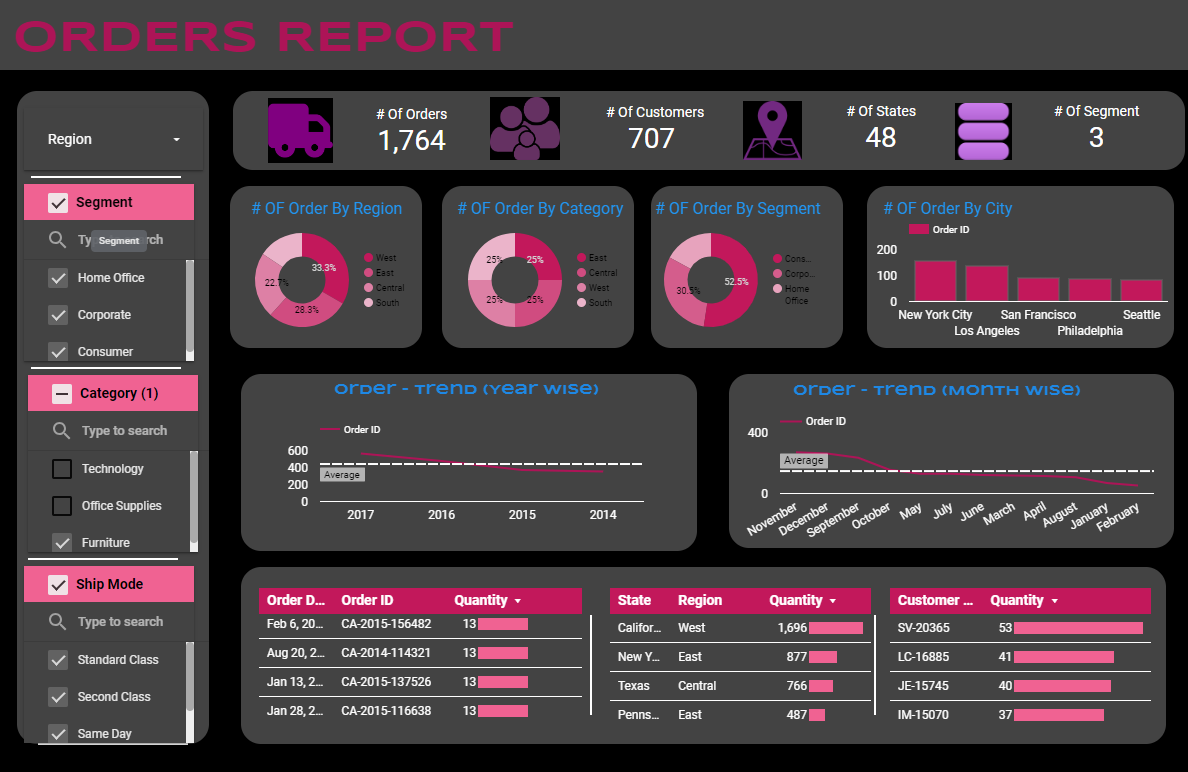 ORDERS REPORT
Region
Segment
Segment
Home Office
Corporate
Consumer
Category (1)
Type to search
Technology
Office Supplies
Furniture
Ship Mode
Type to search
Standard Class
Second Class
Same Day
# Of Orders
1,764
# Of Customers
707
# Of States
48
# Of Segment
3
# OF Order By Region
33.3%
28.3%
West
East
Central
South
# OF Order By Category
25%
25%
25%
25%
East
Central
West
South
# OF Order By Segment
52.5%
30.5%
Cons...
Corpo...
Home
Office
# OF Order By City
Order ID
200
100
0
New York City
San Francisco
Seattle
Los Angeles
Philadelphia
Order - Trend (Year Wise)
Order ID
600
400
200
0
Average
2017
2016
2015
2014
Order - Trend (Month Wise)
Order ID
400
0
Average
November
December
September
October
May
July
June
March
April
August
January
February
Order D... Order ID Quantity
Feb 6, 20... CA-2015-156482 13
Aug 20, 2... CA-2014-114321 13
Jan 13, 2... CA-2015-137526 13
Jan 28, 2... CA-2015-116638 13
State Region Quantity
Califor... West 1,696
New Y... East 877
Texas Central 766
Penns... East 487
Customer ... Quantity
SV-20365 53
LC-16885 41
JE-15745 40
IM-15070 37